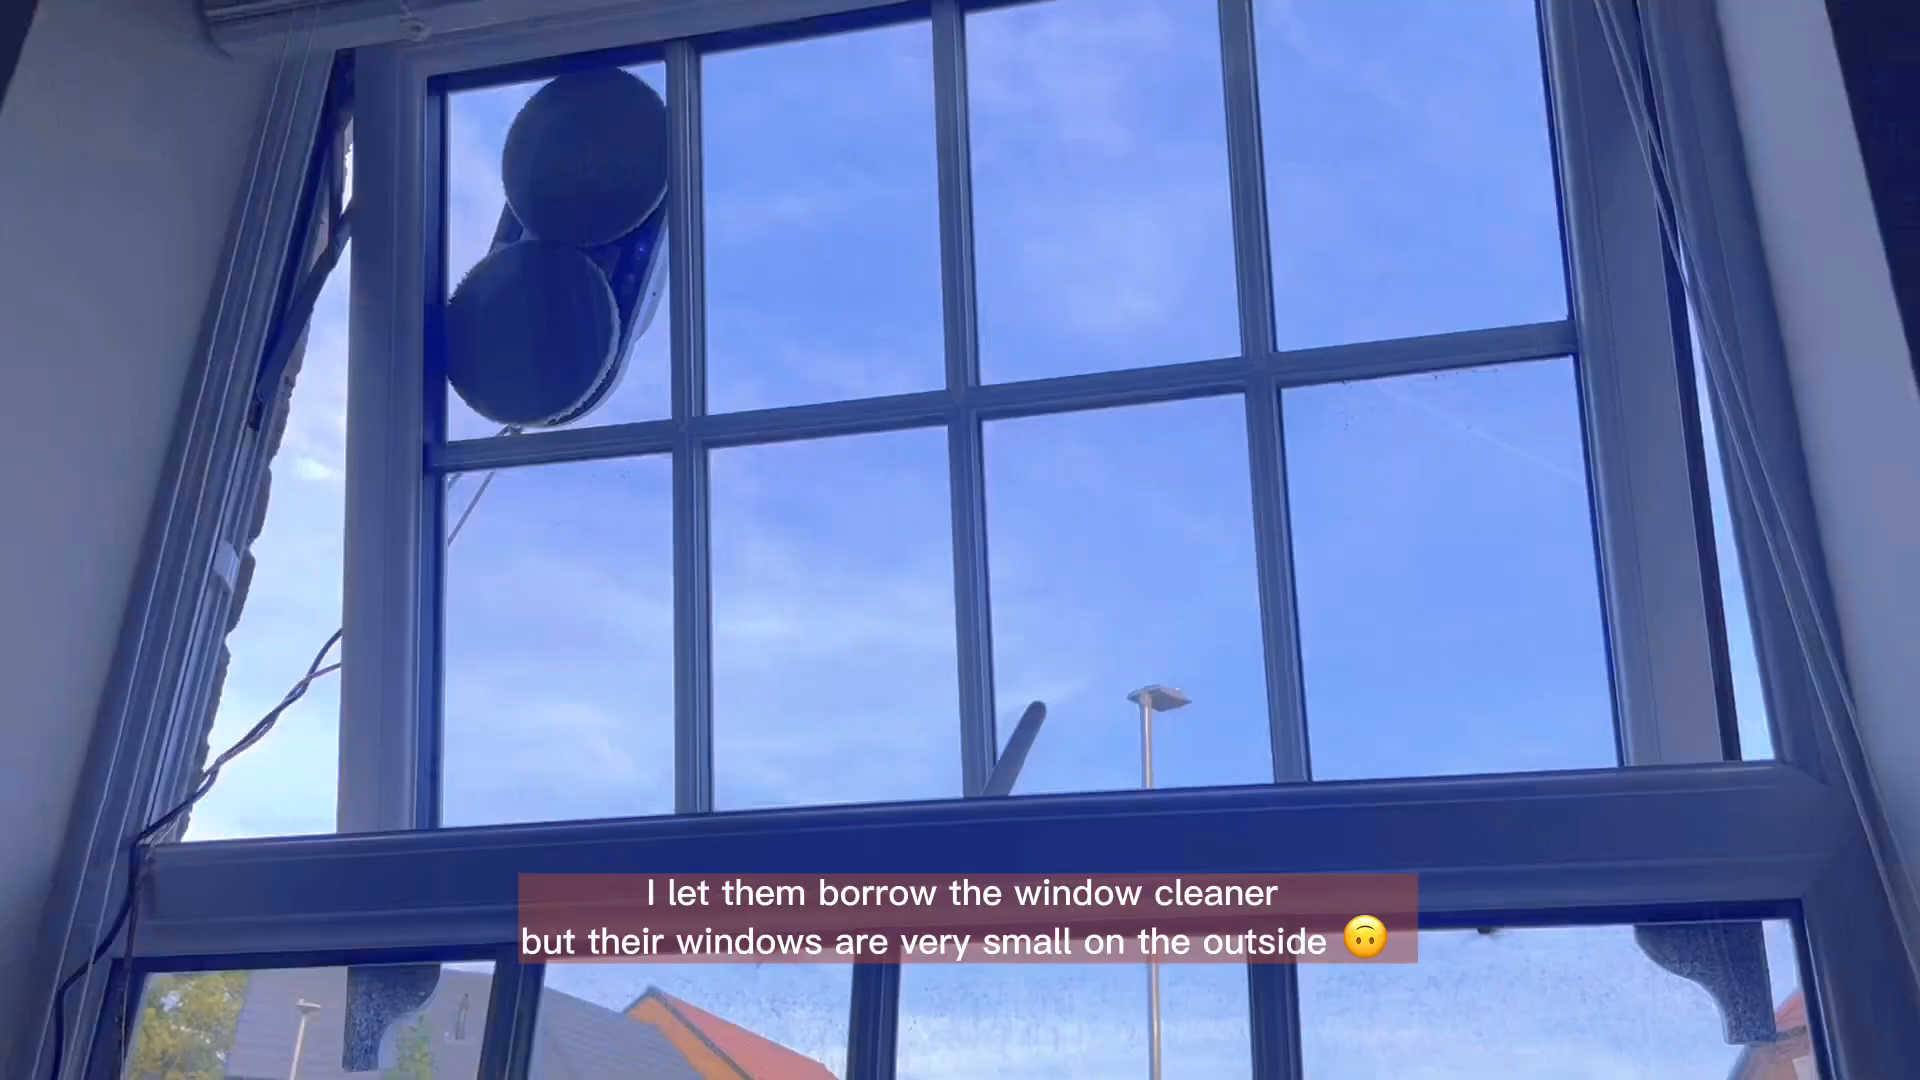 I let them borrow the window cleaner
but their windows are very small on the outside 🙃